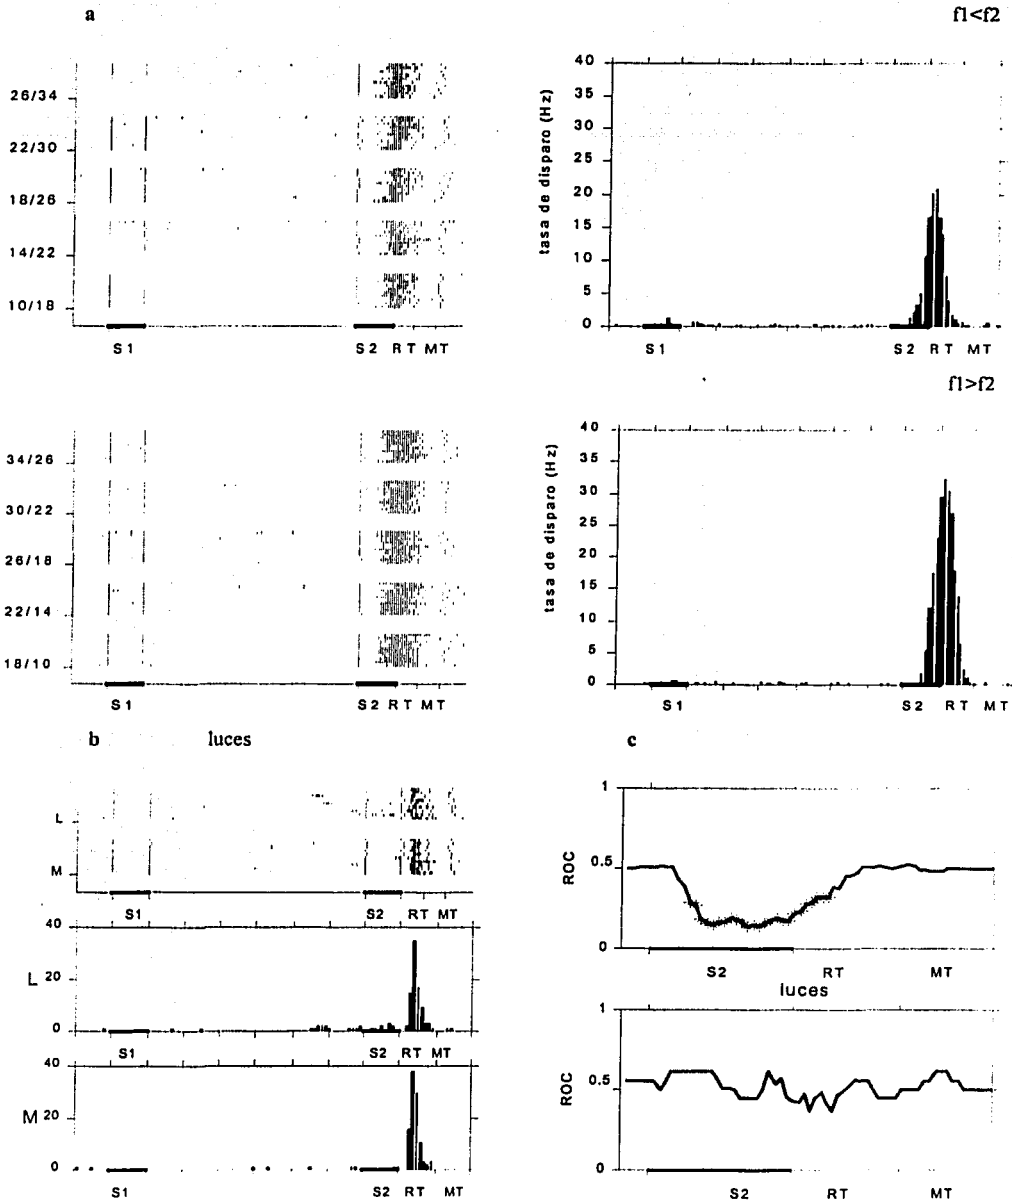 a
f1<f2
26/34
22/30
18/26
14/22
10/18
S1 S2 RT MT
tasa de disparo (Hz)
40
35
30
25
20
15
10
5
0
S1 S2 RT MT
f1>f2
34/26
30/22
26/18
22/14
18/10
S1 S2 RT MT
tasa de disparo (Hz)
40
35
30
25
20
15
10
5
0
S1 S2 RT MT
b luces
L
M
S1 S2 RT MT
40
L 20
0
S1 S2 RT MT
40
M 20
0
S1 S2 RT MT
c
1
ROC 0.5
0
S2 RT MT
luces
1
ROC 0.5
0
S2 RT MT